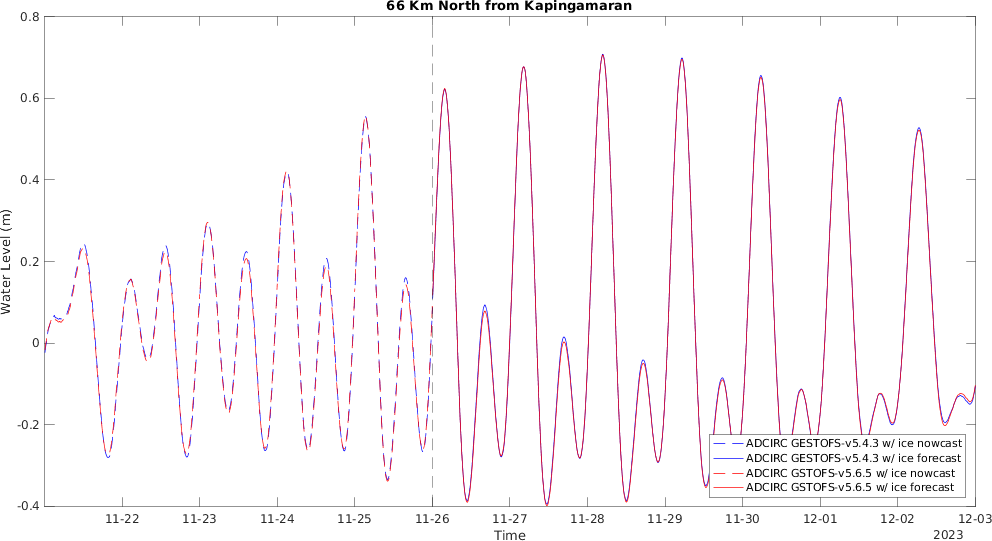 66 Km North from Kapingamaran
Water Level (m)
0.8
0.6
0.4
0.2
0
-0.2
-0.4
11-22
11-23
11-24
11-25
11-26
11-27
11-28
11-29
11-30
12-01
12-02
12-03
Time
2023
ADCIRC GESTOFS-v5.4.3 w/ ice nowcast
ADCIRC GESTOFS-v5.4.3 w/ ice forecast
ADCIRC GSTOFS-v5.6.5 w/ ice nowcast
ADCIRC GSTOFS-v5.6.5 w/ ice forecast